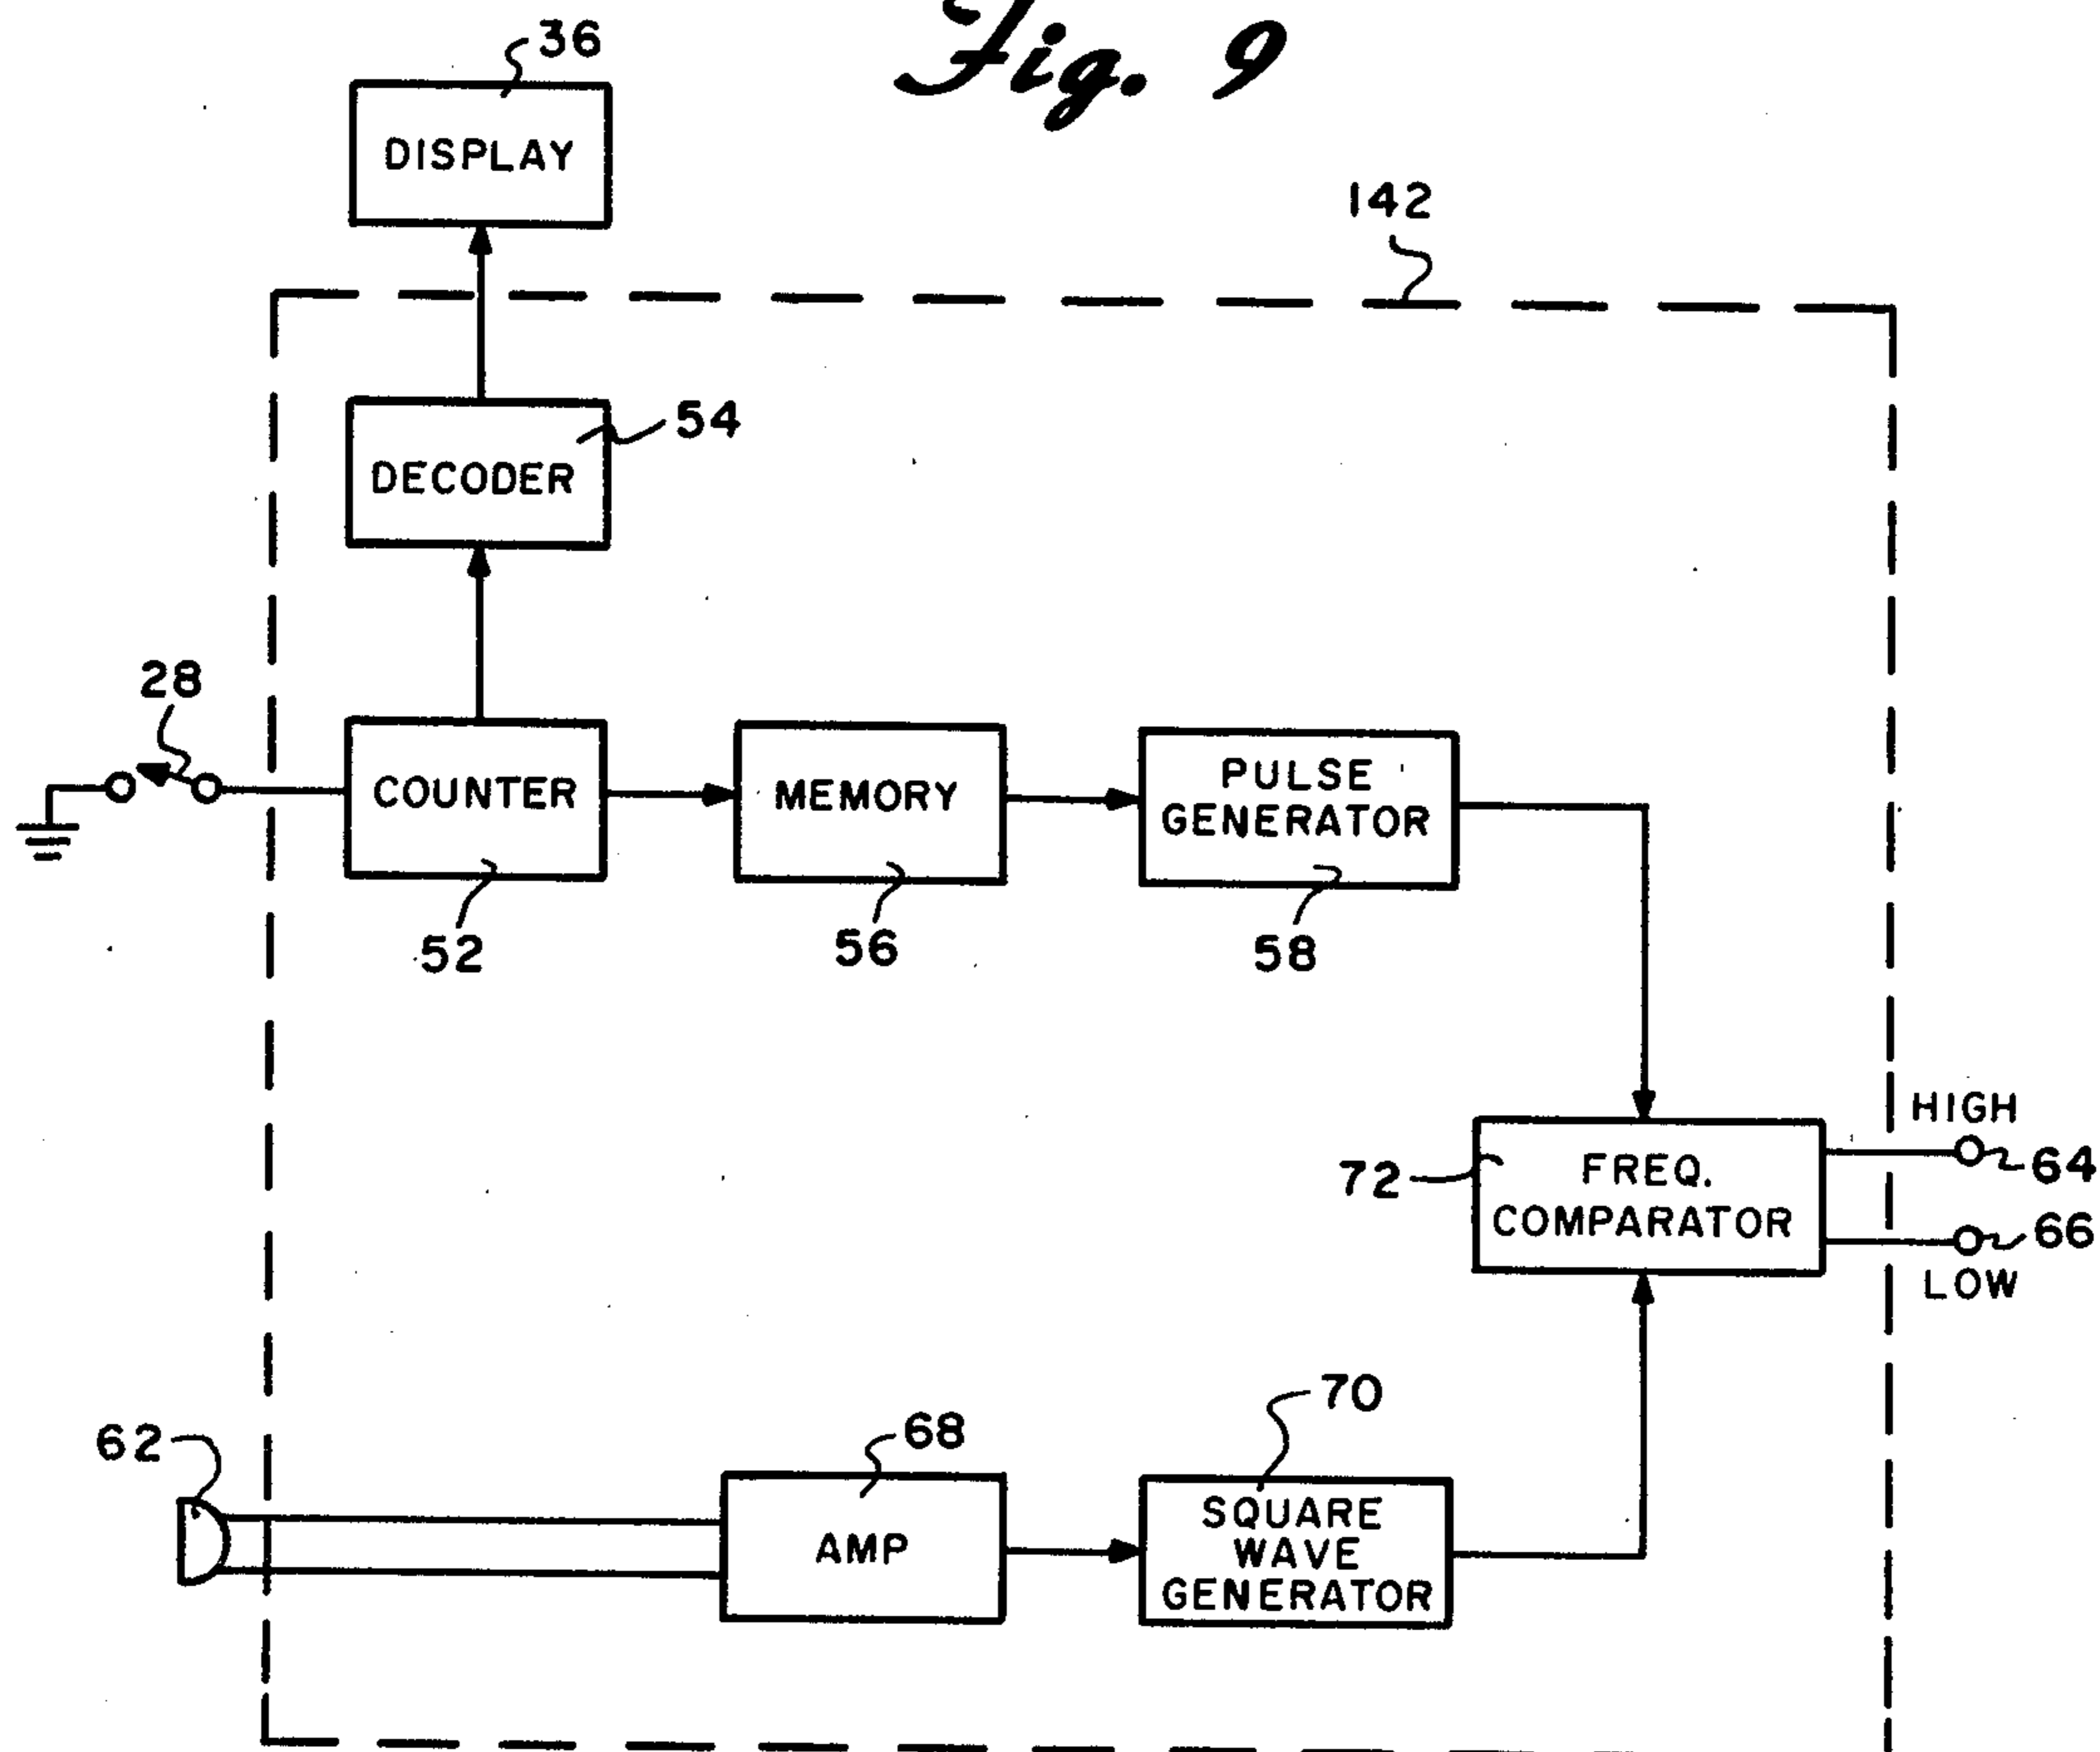 Fig. 9
36
DISPLAY
142
54
DECODER
28
COUNTER
MEMORY
PULSE
GENERATOR
52
56
58
HIGH
64
72
FREQ.
COMPARATOR
66
LOW
70
62
68
AMP
SQUARE
WAVE
GENERATOR